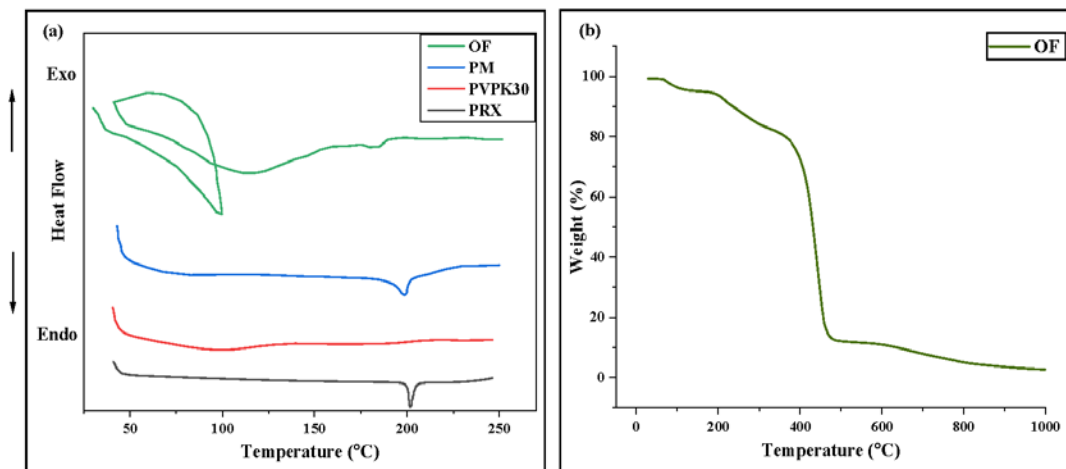 (a)
OF
PM
PVPK30
PRX
Exo
Heat Flow
Endo
50 100 150 200 250
Temperature (°C)
(b)
OF
100
80
60
40
20
0
Weight (%)
0 200 400 600 800 1000
Temperature (°C)